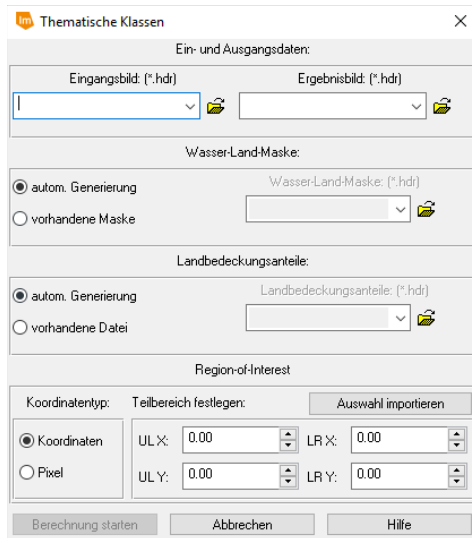 Im Thematische Klassen
Ein- und Ausgangsdaten:
Eingangsbild: (*.hdr) Ergebnisbild: (*.hdr)
Wasser-Land-Maske:
autom. Generierung Wasser-Land-Maske: (*.hdr)
vorhandene Maske
Landbedeckungsanteile:
autom. Generierung Landbedeckungsanteile: (*.hdr)
vorhandene Datei
Region-of-Interest
Koordinatentyp: Teilbereich festlegen: Auswahl importieren
Koordinaten UL X: 0.00 LR X: 0.00
Pixel UL Y: 0.00 LR Y: 0.00
Berechnung starten Abbrechen Hilfe